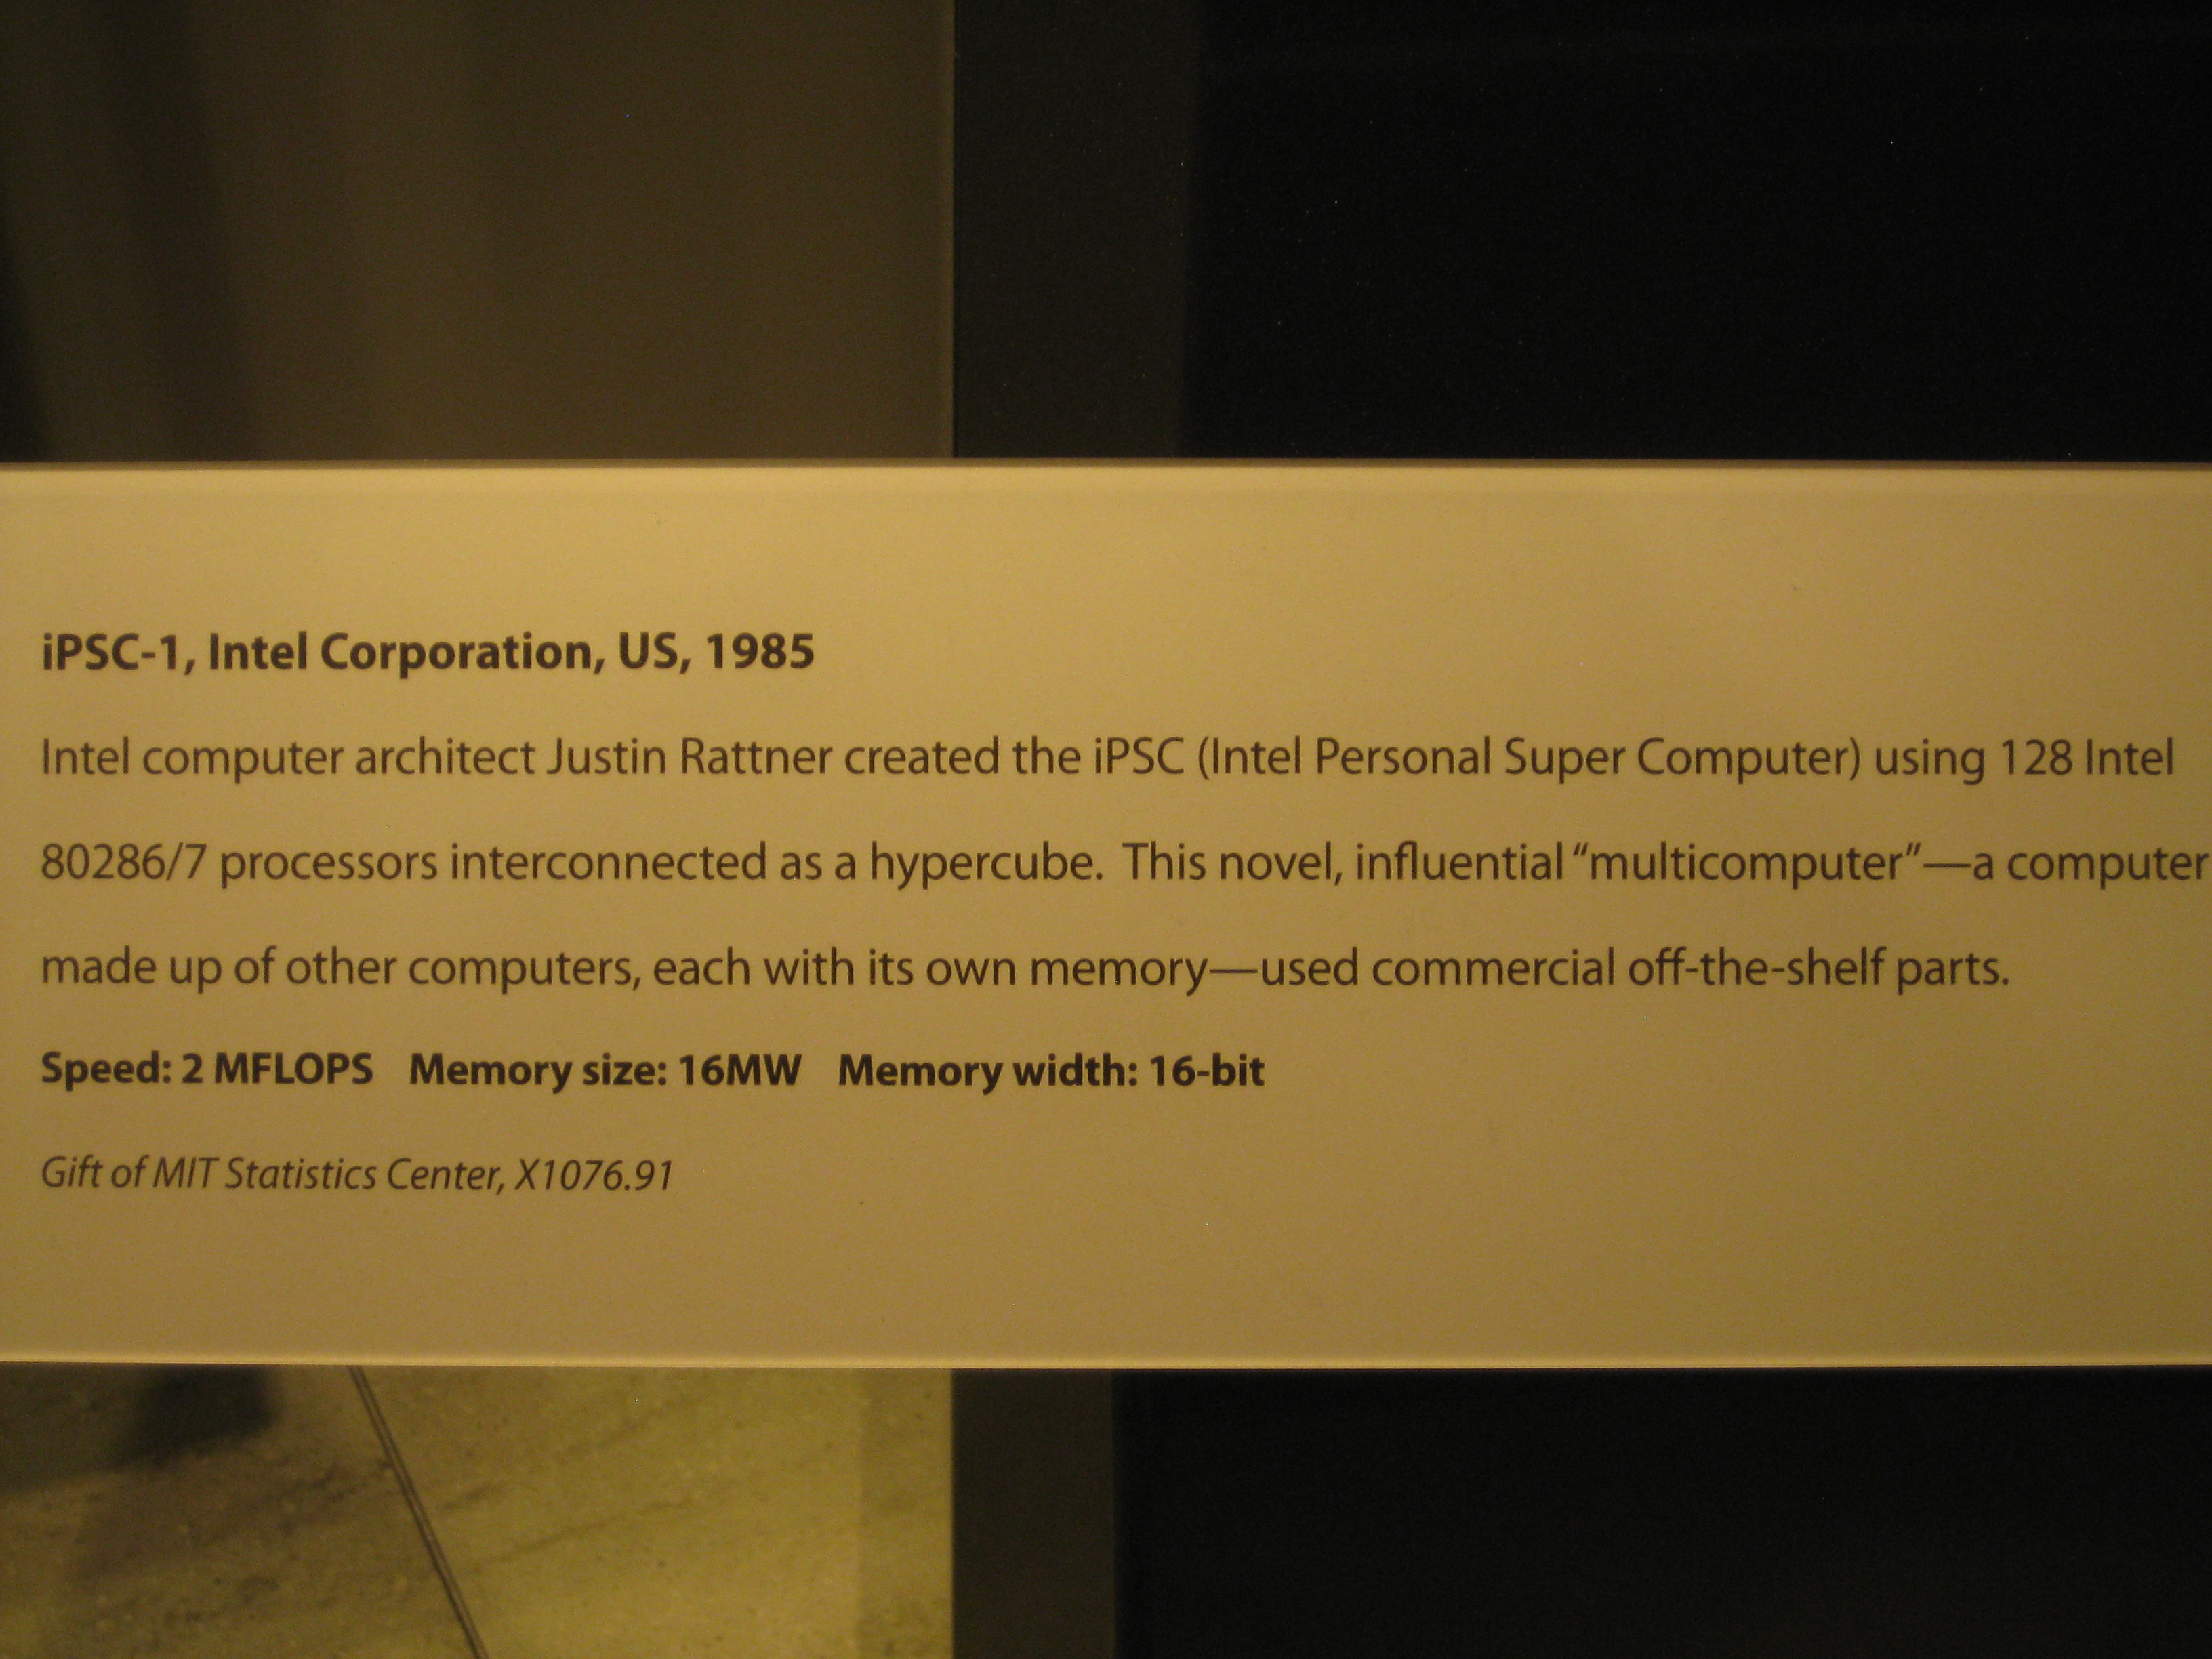 iPSC-1, Intel Corporation, US, 1985
Intel computer architect Justin Rattner created the iPSC (Intel Personal Super Computer) using 128 Intel
80286/7 processors interconnected as a hypercube.  This novel, influential “multicomputer”—a computer
made up of other computers, each with its own memory—used commercial off-the-shelf parts.
Speed: 2 MFLOPS   Memory size: 16MW   Memory width: 16-bit
Gift of MIT Statistics Center, X1076.91